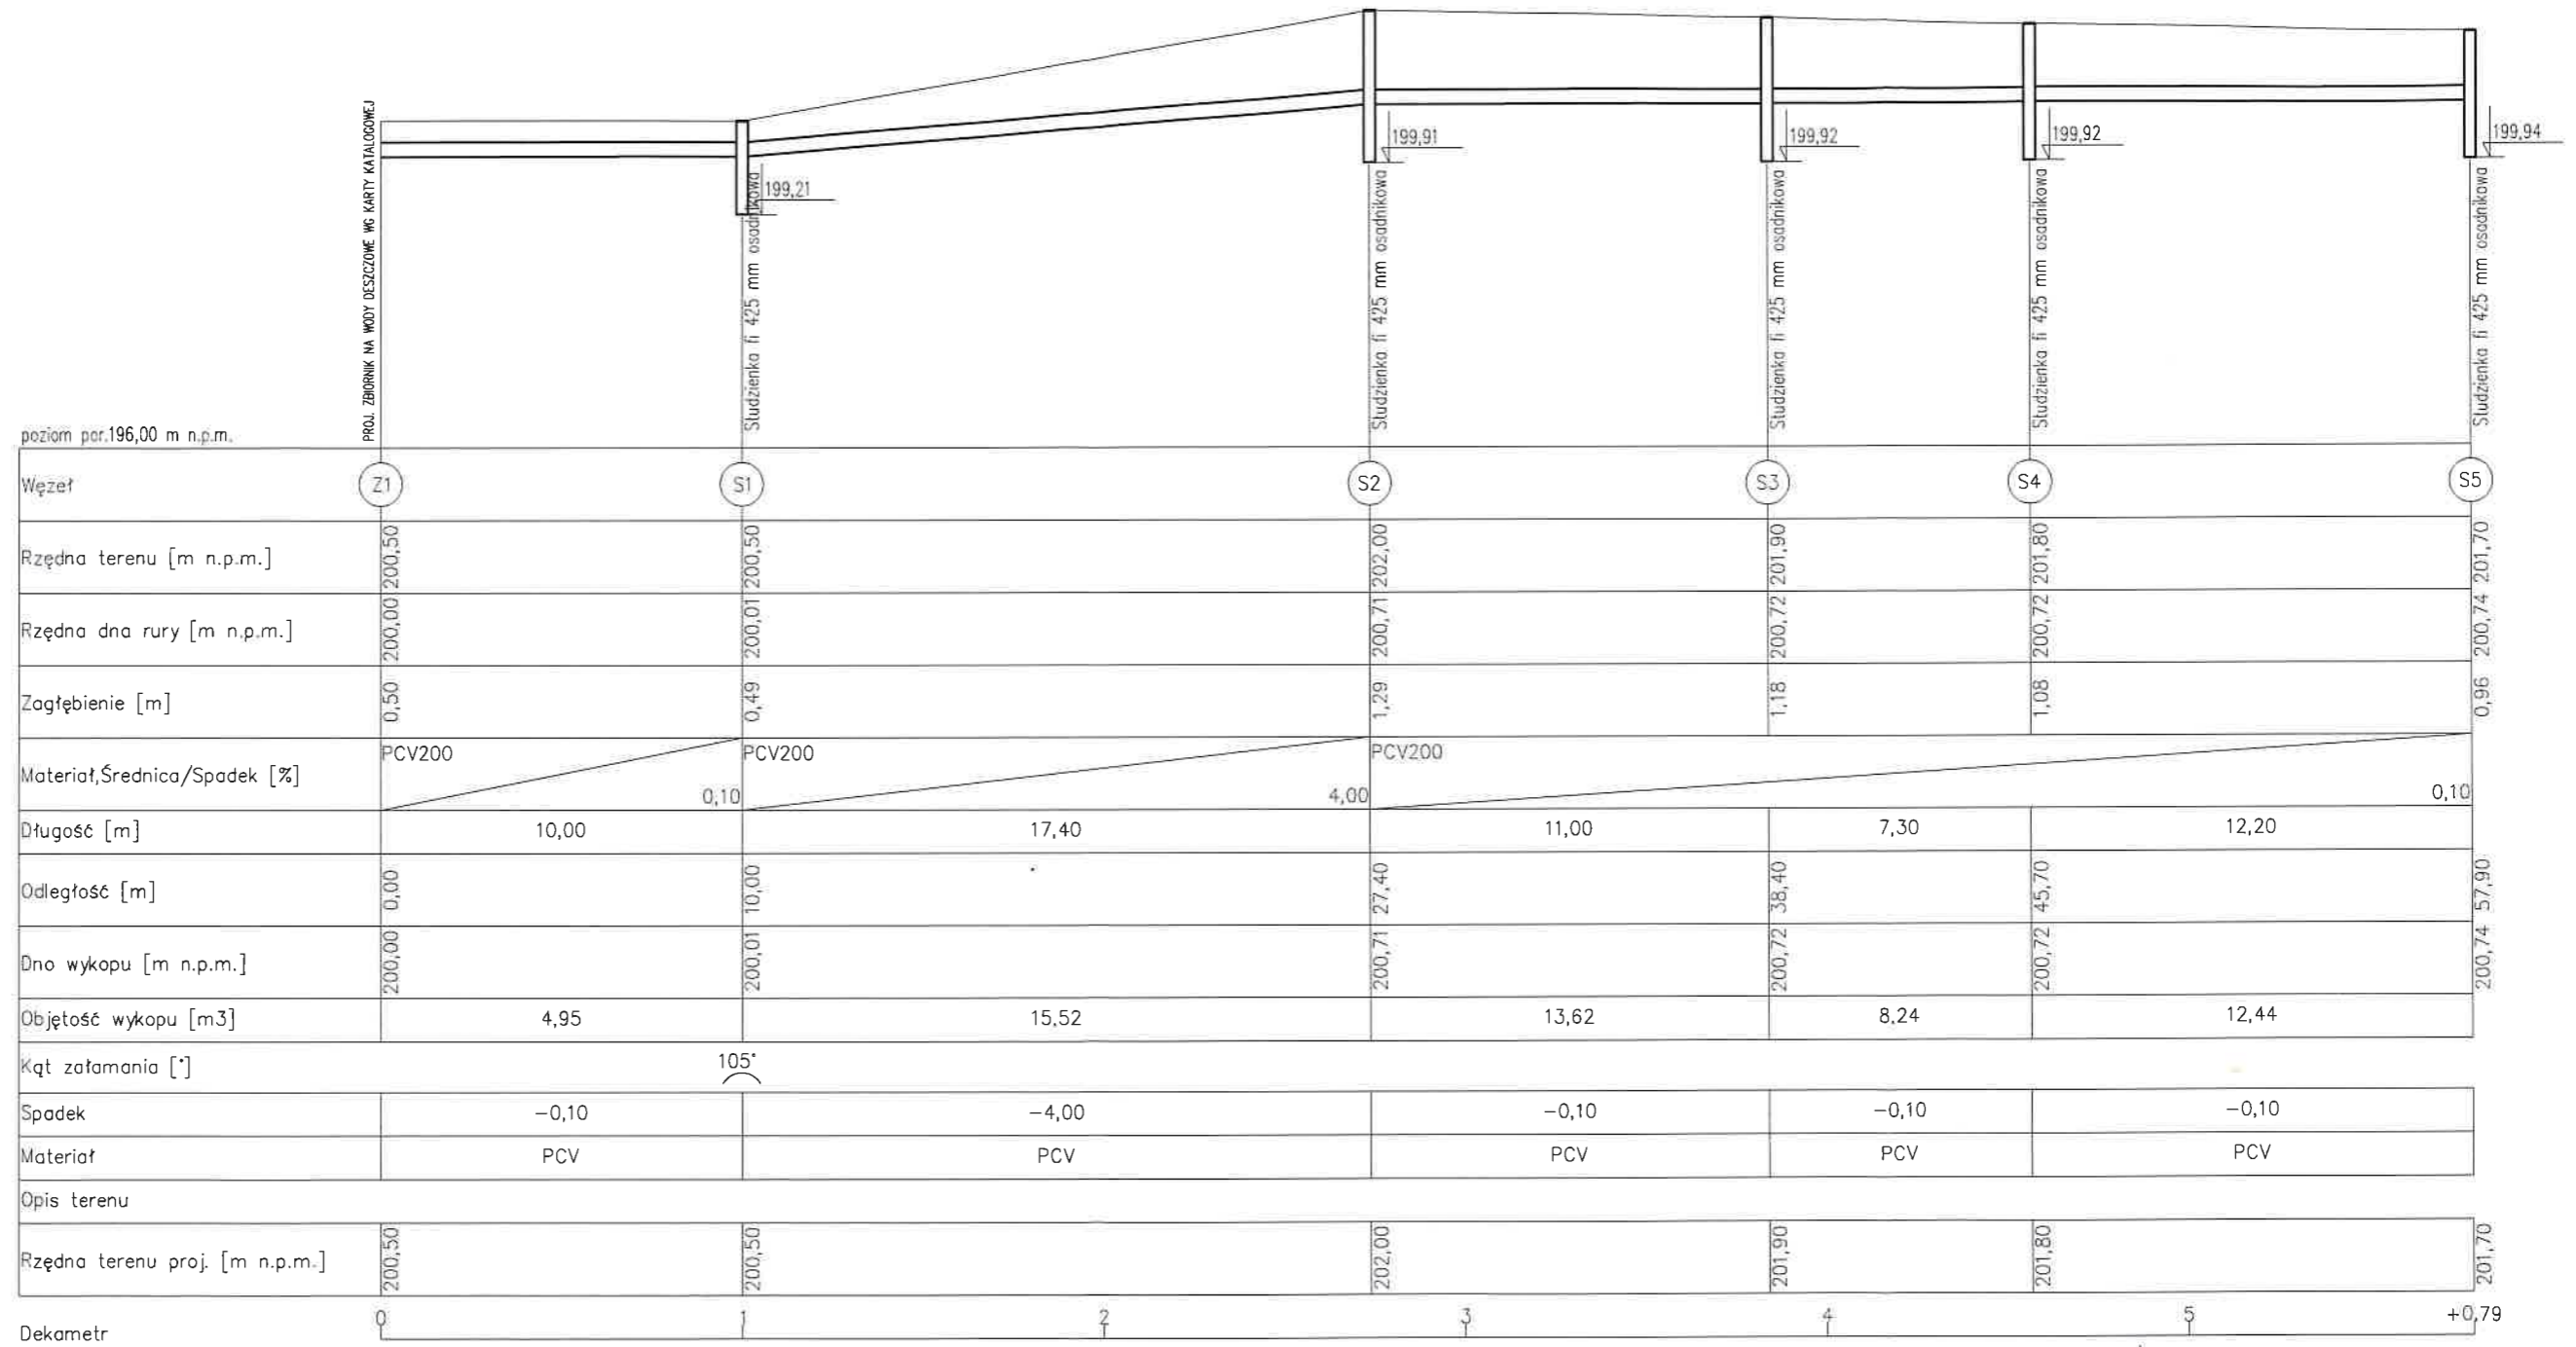 PROJ. ZBIORNIK NA WODY DESZCZOWE WG KARTY KATALOGOWEJ
Studzienka fi 425 mm osadnikowa
199,21
Studzienka fi 425 mm osadnikowa
199,91
Studzienka fi 425 mm osadnikowa
199,92
Studzienka fi 425 mm osadnikowa
199,92
Studzienka fi 425 mm osadnikowa
199,94
poziom por.196,00 m n.p.m.
Węzeł Z1 S1 S2 S3 S4 S5
Rzędna terenu [m n.p.m.] 200,50 200,50 202,00 201,90 201,80 201,70
Rzędna dna rury [m n.p.m.] 200,00 200,01 200,71 200,72 200,72 200,74
Zagłębienie [m] 0,50 0,49 1,29 1,18 1,08 0,96
Materiał,Średnica/Spadek [%] PCV200 0,10 PCV200 4,00 PCV200 0,10
Długość [m] 10,00 17,40 11,00 7,30 12,20
Odległość [m] 0,00 10,00 27,40 38,40 45,70 57,90
Dno wykopu [m n.p.m.] 200,00 200,01 200,71 200,72 200,72 200,74
Objętość wykopu [m3] 4,95 15,52 13,62 8,24 12,44
Kąt załamania [°] 105°
Spadek −0,10 −4,00 −0,10 −0,10 −0,10
Materiał PCV PCV PCV PCV PCV
Opis terenu
Rzędna terenu proj. [m n.p.m.] 200,50 200,50 202,00 201,90 201,80 201,70
Dekametr 0 1 2 3 4 5 +0,79